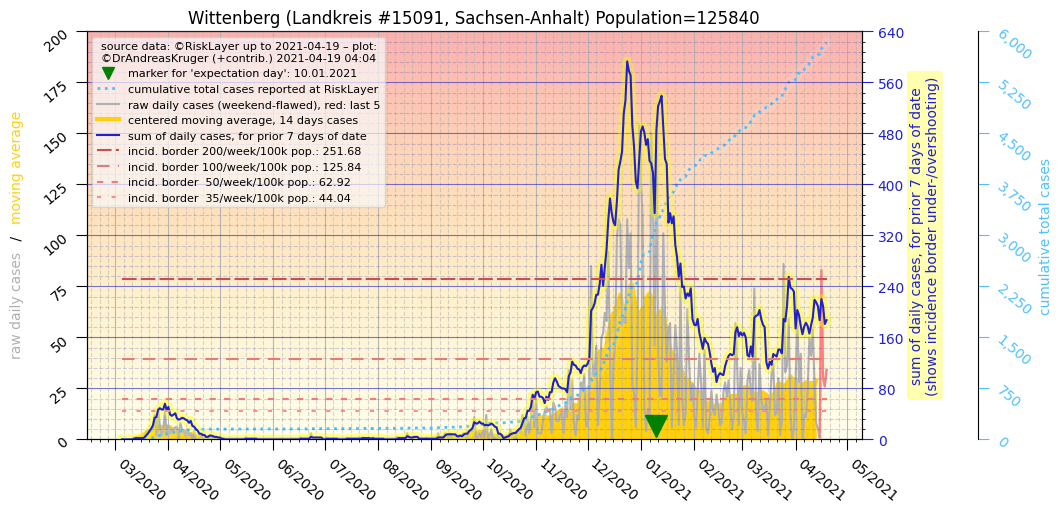 Wittenberg (Landkreis #15091, Sachsen-Anhalt) Population=125840
source data: ©RiskLayer up to 2021-04-19 – plot:
©DrAndreasKruger (+contrib.) 2021-04-19 04:04
marker for 'expectation day': 10.01.2021
cumulative total cases reported at RiskLayer
raw daily cases (weekend-flawed), red: last 5
centered moving average, 14 days cases
sum of daily cases, for prior 7 days of date
incid. border 200/week/100k pop.: 251.68
incid. border 100/week/100k pop.: 125.84
incid. border  50/week/100k pop.: 62.92
incid. border  35/week/100k pop.: 44.04
raw daily cases / moving average
200
175
150
125
100
75
50
25
0
03/2020
04/2020
05/2020
06/2020
07/2020
08/2020
09/2020
10/2020
11/2020
12/2020
01/2021
02/2021
03/2021
04/2021
05/2021
640
560
480
400
320
240
160
80
0
sum of daily cases, for prior 7 days of date
(shows incidence border under-/overshooting)
6,000
5,250
4,500
3,750
3,000
2,250
1,500
750
0
cumulative total cases